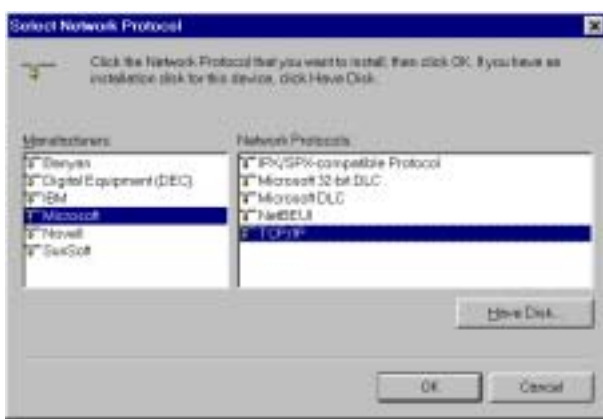 Select Network Protocol
Click the Network Protocol that you want to install, then click OK. If you have an
installation disk for this device, click Have Disk.
Manufacturers:
Banyan
Digital Equipment (DEC)
IBM
Microsoft
Novell
SunSoft
Network Protocols:
IPX/SPX-compatible Protocol
Microsoft 32-bit DLC
Microsoft DLC
NetBEUI
TCP/IP
Have Disk...
OK
Cancel